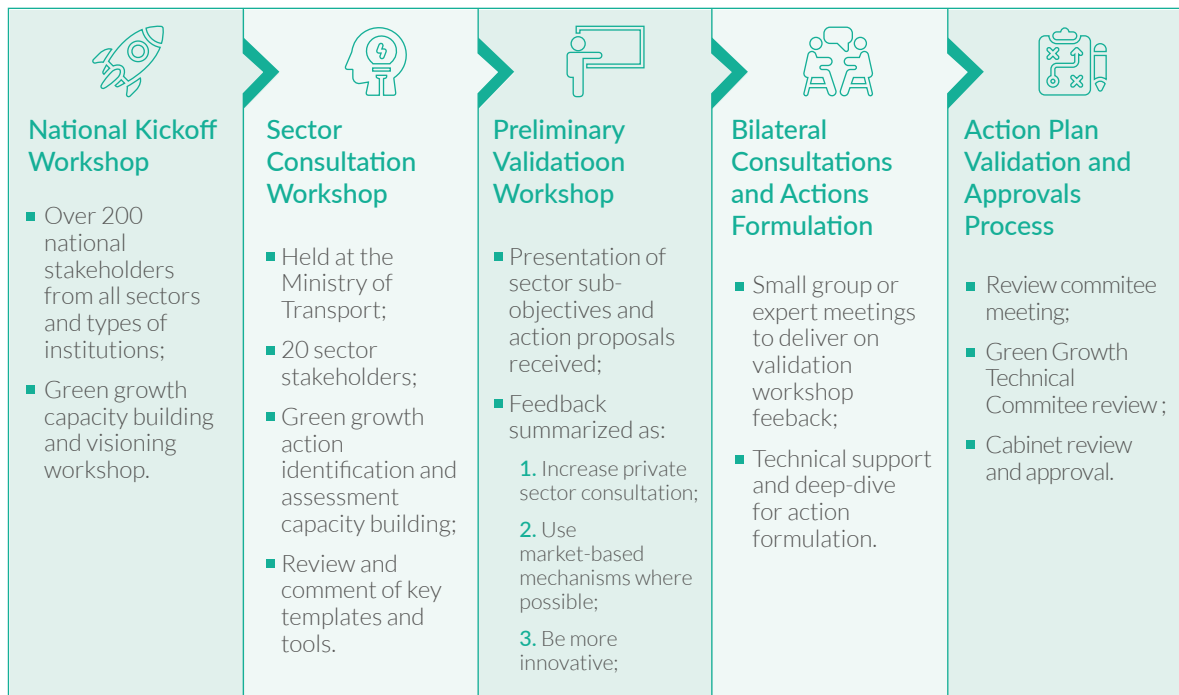 National Kickoff
Workshop
Over 200
national
stakeholders
from all sectors
and types of
institutions;
Green growth
capacity building
and visioning
workshop.
Sector
Consultation
Workshop
Held at the
Ministry of
Transport;
20 sector
stakeholders;
Green growth
action
identification and
assessment
capacity building;
Review and
comment of key
templates and
tools.
Preliminary
Validatioon
Workshop
Presentation of
sector sub-
objectives and
action proposals
received;
Feedback
summarized as:
1. Increase private
sector consultation;
2. Use
market-based
mechanisms where
possible;
3. Be more
innovative;
Bilateral
Consultations
and Actions
Formulation
Small group or
expert meetings
to deliver on
validation
workshop
feeback;
Technical support
and deep-dive
for action
formulation.
Action Plan
Validation and
Approvals
Process
Review commitee
meeting;
Green Growth
Technical
Commitee review ;
Cabinet review
and approval.